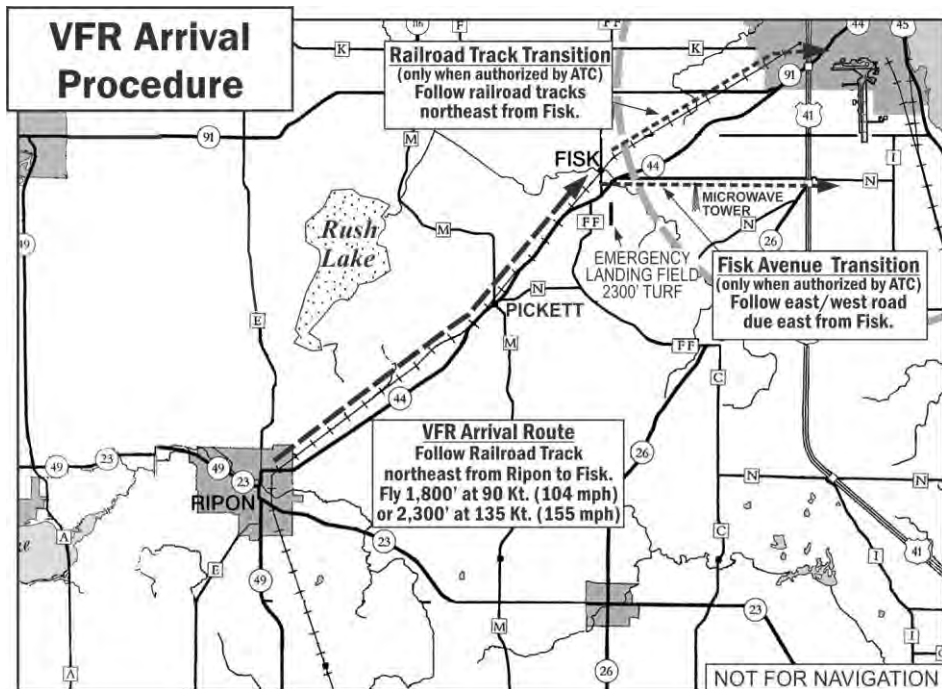 VFR Arrival
Procedure
116
F
FF
44
45
K
K
Railroad Track Transition
(only when authorized by ATC)
Follow railroad tracks
northeast from Fisk.
91
41
91
M
FISK
44
I
N
MICROWAVE
TOWER
FF
N
26
Rush
Lake
M
EMERGENCY
LANDING FIELD
2300' TURF
Fisk Avenue Transition
(only when authorized by ATC)
Follow east/west road
due east from Fisk.
49
E
N
PICKETT
M
FF
C
44
VFR Arrival Route
Follow Railroad Track
northeast from Ripon to Fisk.
Fly 1,800' at 90 Kt. (104 mph)
or 2,300' at 135 Kt. (155 mph)
26
49
23
49
23
RIPON
N
N
41
A
E
23
C
I
49
M
23
I
A
26
NOT FOR NAVIGATION